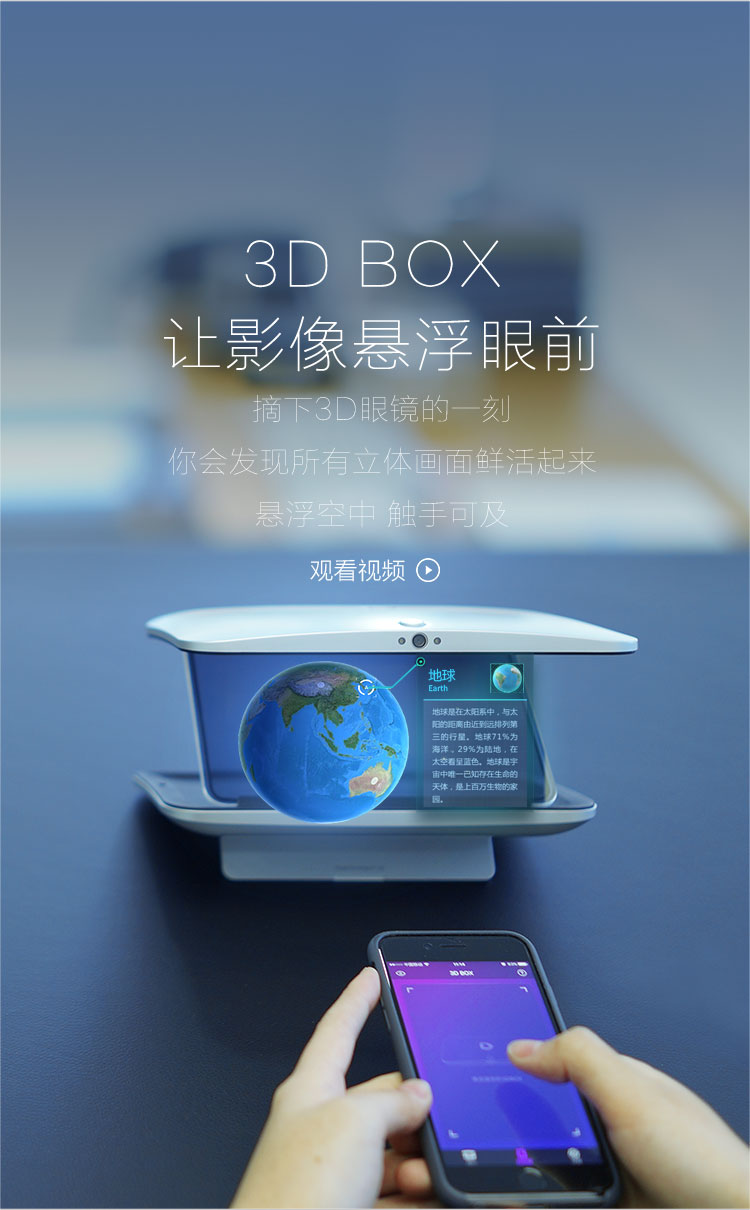 3D BOX
让影像悬浮眼前
摘下3D眼镜的一刻
你会发现所有立体画面鲜活起来
悬浮空中 触手可及
观看视频
地球
Earth
地球是在太阳系中，与太
阳的距离由近到远排列第
三的行星。地球71%为
海洋，29%为陆地，在
太空看呈蓝色。地球是宇
宙中唯一已知存在生命的
天体，是上百万生物的家
园。
3D BOX